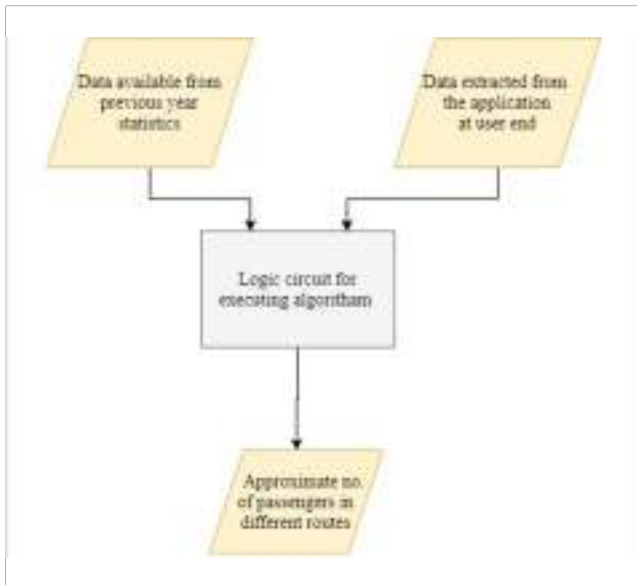 Data available from
previous year
statistics
Data extracted from
the application
at user end
Logic circuit for
executing algoritham
Approximate no.
of passengers in
different routes